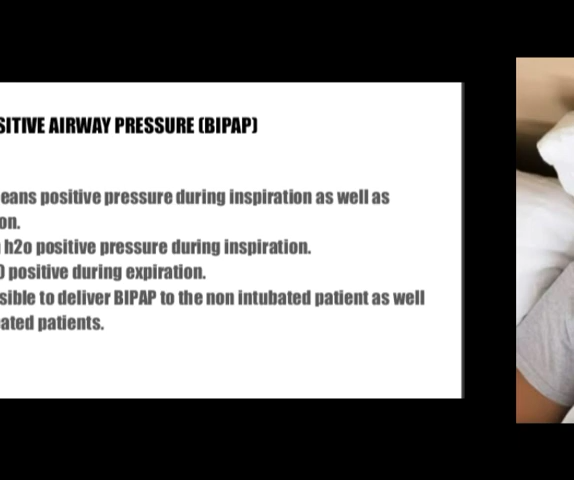 SITIVE AIRWAY PRESSURE (BIPAP)
eans positive pressure during inspiration as well as
on.
h2o positive pressure during inspiration.
positive during expiration.
sible to deliver BIPAP to the non intubated patient as well
ated patients.